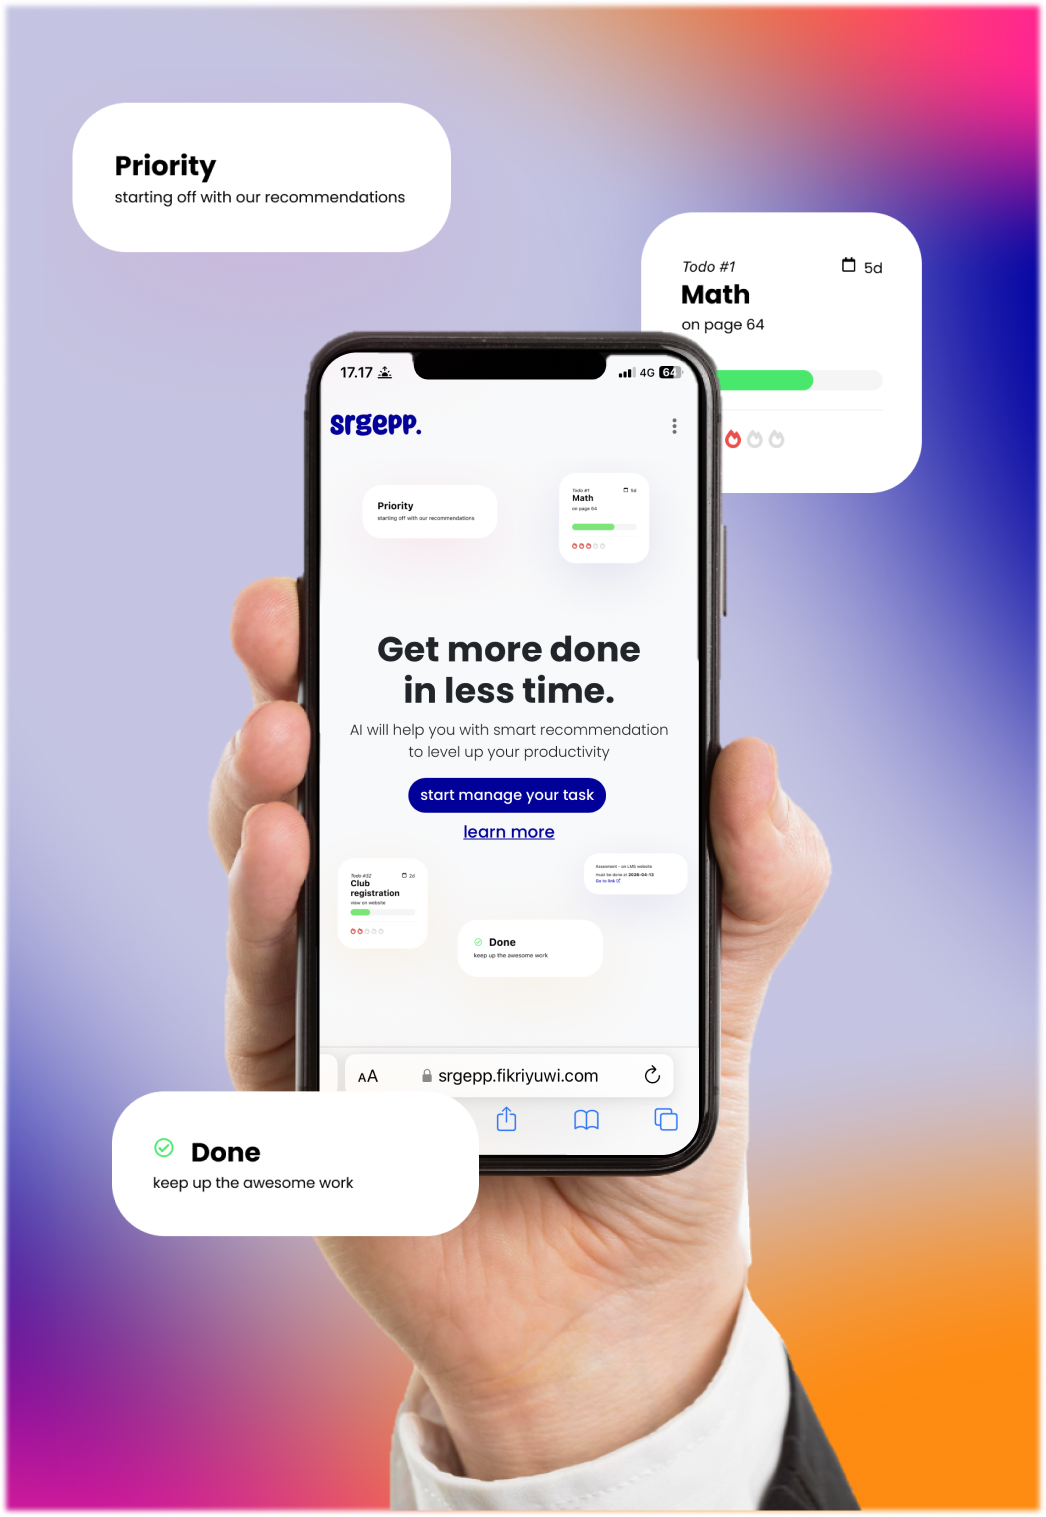 Priority
starting off with our recommendations
Todo #1
5d
Math
on page 64
17.17
4G
64
srgepp.
Priority
starting off with our recommendations
Todo #1
5d
Math
on page 64
Get more done
in less time.
AI will help you with smart recommendation
to level up your productivity
start manage your task
learn more
Todo #32
2d
Club
registration
view on website
Assesment - on LMS website
must be done at 2026-04-13
Go to link
Done
keep up the awesome work
AA
srgepp.fikriyuwi.com
Done
keep up the awesome work